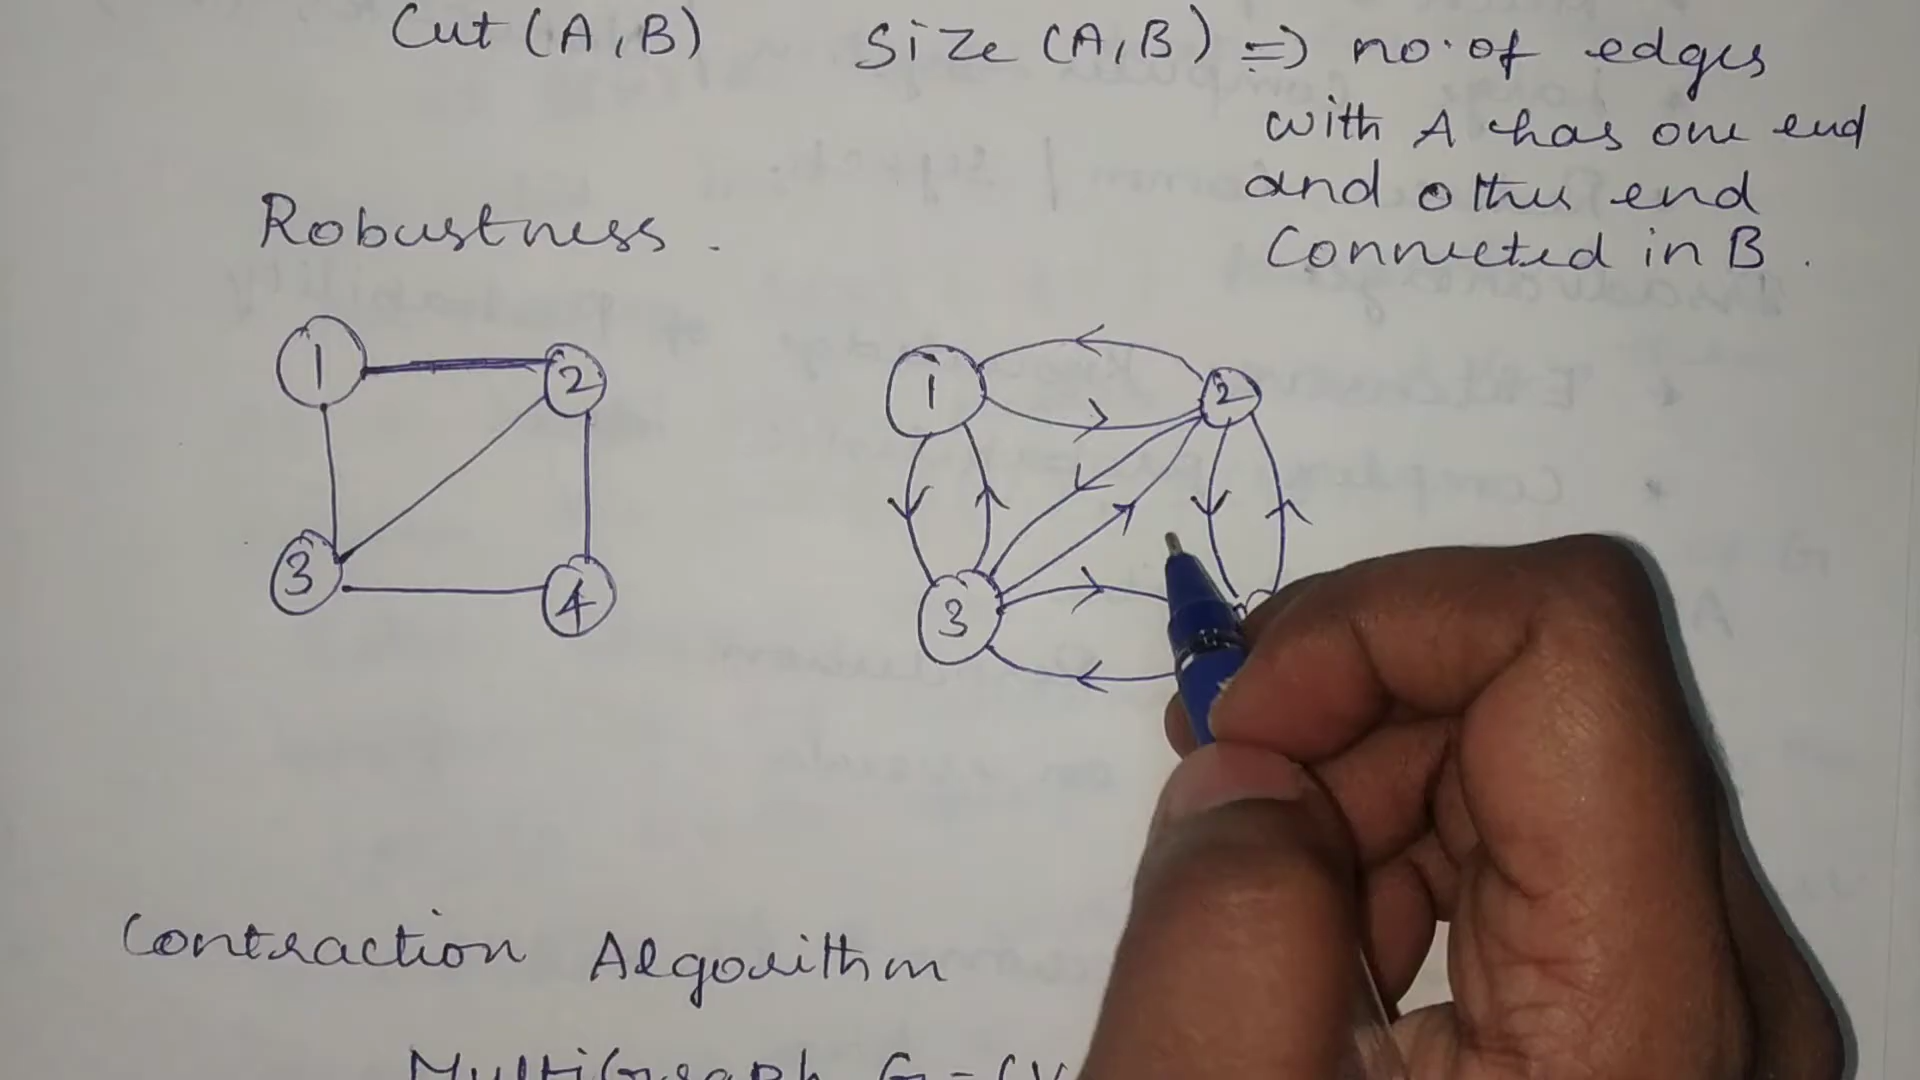 Cut (A,B) Size (A,B) => no. of edges
with A has one end
and other end
Connected in B.
Robustness.
1 2
3 4
1 2
3
Contraction Algorithm
MultiGraph G = (V